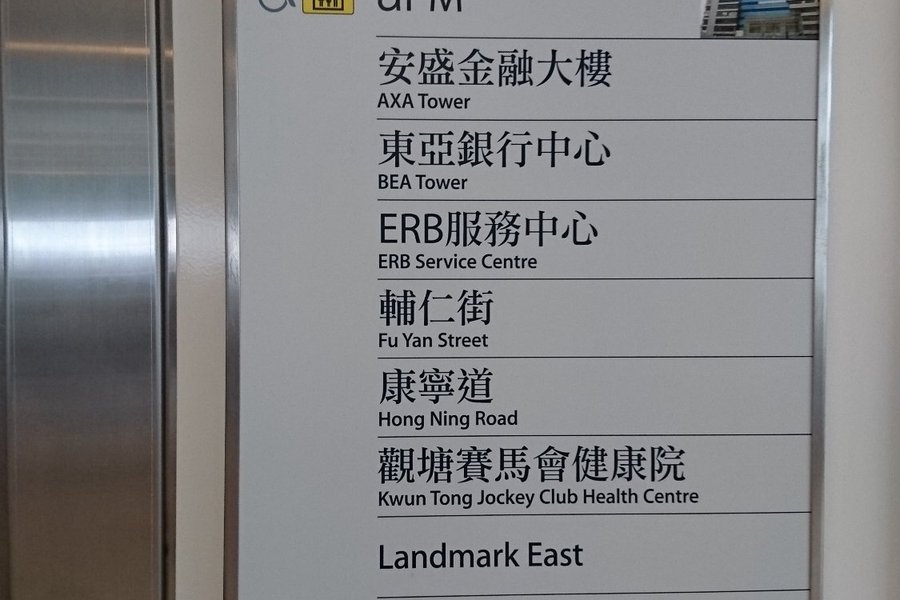 安盛金融大樓
AXA Tower
東亞銀行中心
BEA Tower
ERB服務中心
ERB Service Centre
輔仁街
Fu Yan Street
康寧道
Hong Ning Road
觀塘賽馬會健康院
Kwun Tong Jockey Club Health Centre
Landmark East